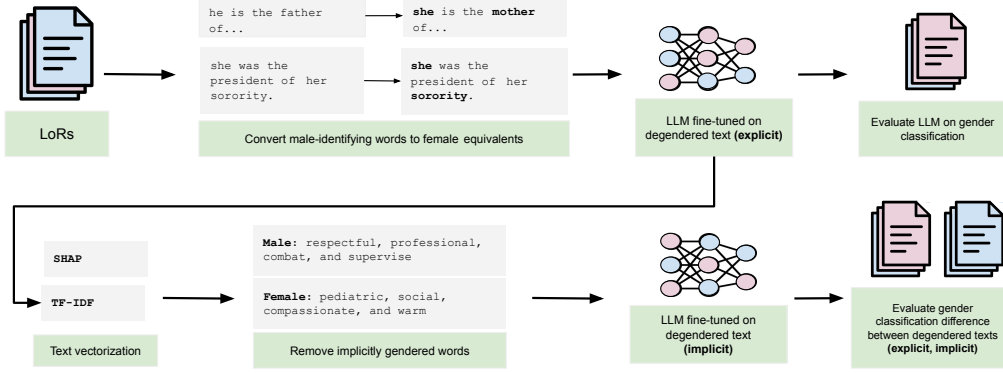 he is the father
of...
she is the mother
of...
she was the
president of her
sorority.
she was the
president of her
sorority.
LoRs
Convert male-identifying words to female equivalents
LLM fine-tuned on
degendered text (explicit)
Evaluate LLM on gender
classification
SHAP
TF-IDF
Text vectorization
Male: respectful, professional,
combat, and supervise
Female: pediatric, social,
compassionate, and warm
Remove implicitly gendered words
LLM fine-tuned on
degendered text
(implicit)
Evaluate gender
classification difference
between degendered texts
(explicit, implicit)